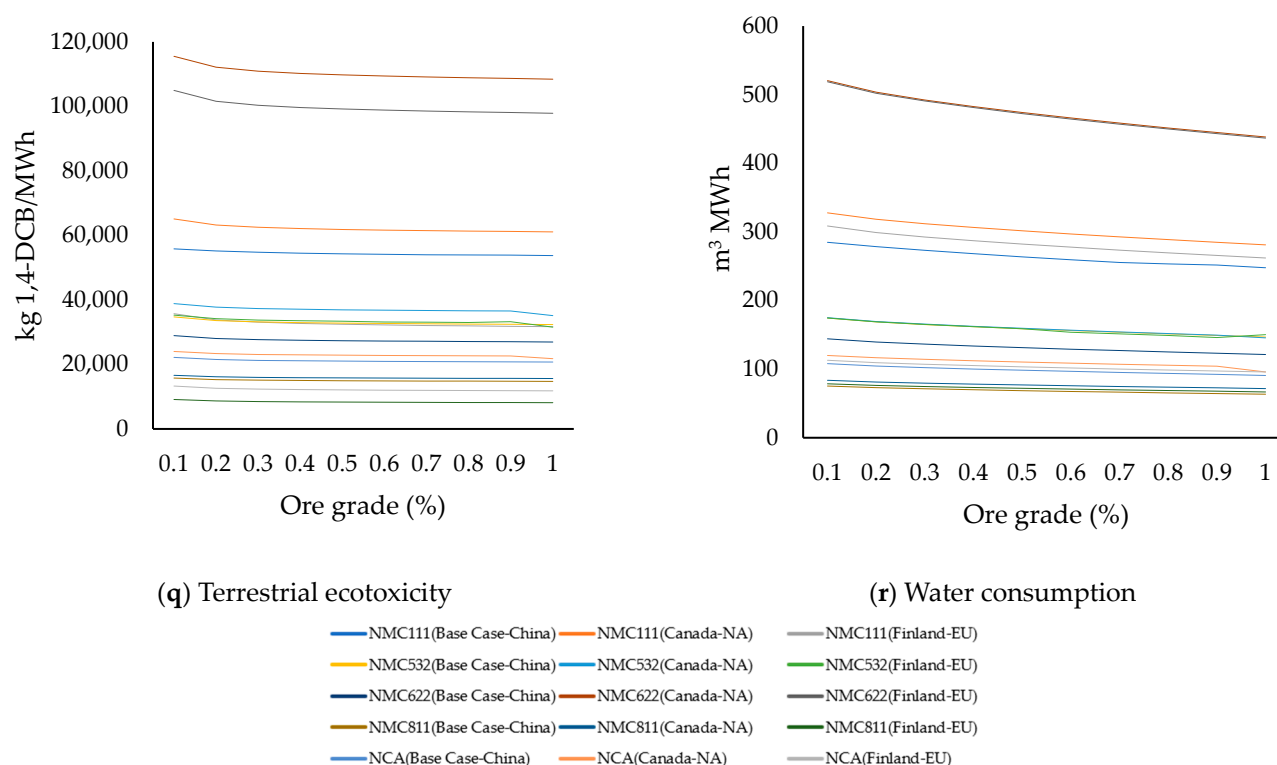 120,000
100,000
80,000
60,000
40,000
20,000
0
kg 1,4-DCB/MWh
0.1 0.2 0.3 0.4 0.5 0.6 0.7 0.8 0.9 1
Ore grade (%)
600
500
400
300
200
100
0
m³ MWh
0.1 0.2 0.3 0.4 0.5 0.6 0.7 0.8 0.9 1
Ore grade (%)
(q) Terrestrial ecotoxicity
(r) Water consumption
NMC111(Base Case-China) NMC111(Canada-NA) NMC111(Finland-EU)
NMC532(Base Case-China) NMC532(Canada-NA) NMC532(Finland-EU)
NMC622(Base Case-China) NMC622(Canada-NA) NMC622(Finland-EU)
NMC811(Base Case-China) NMC811(Canada-NA) NMC811(Finland-EU)
NCA(Base Case-China) NCA(Canada-NA) NCA(Finland-EU)